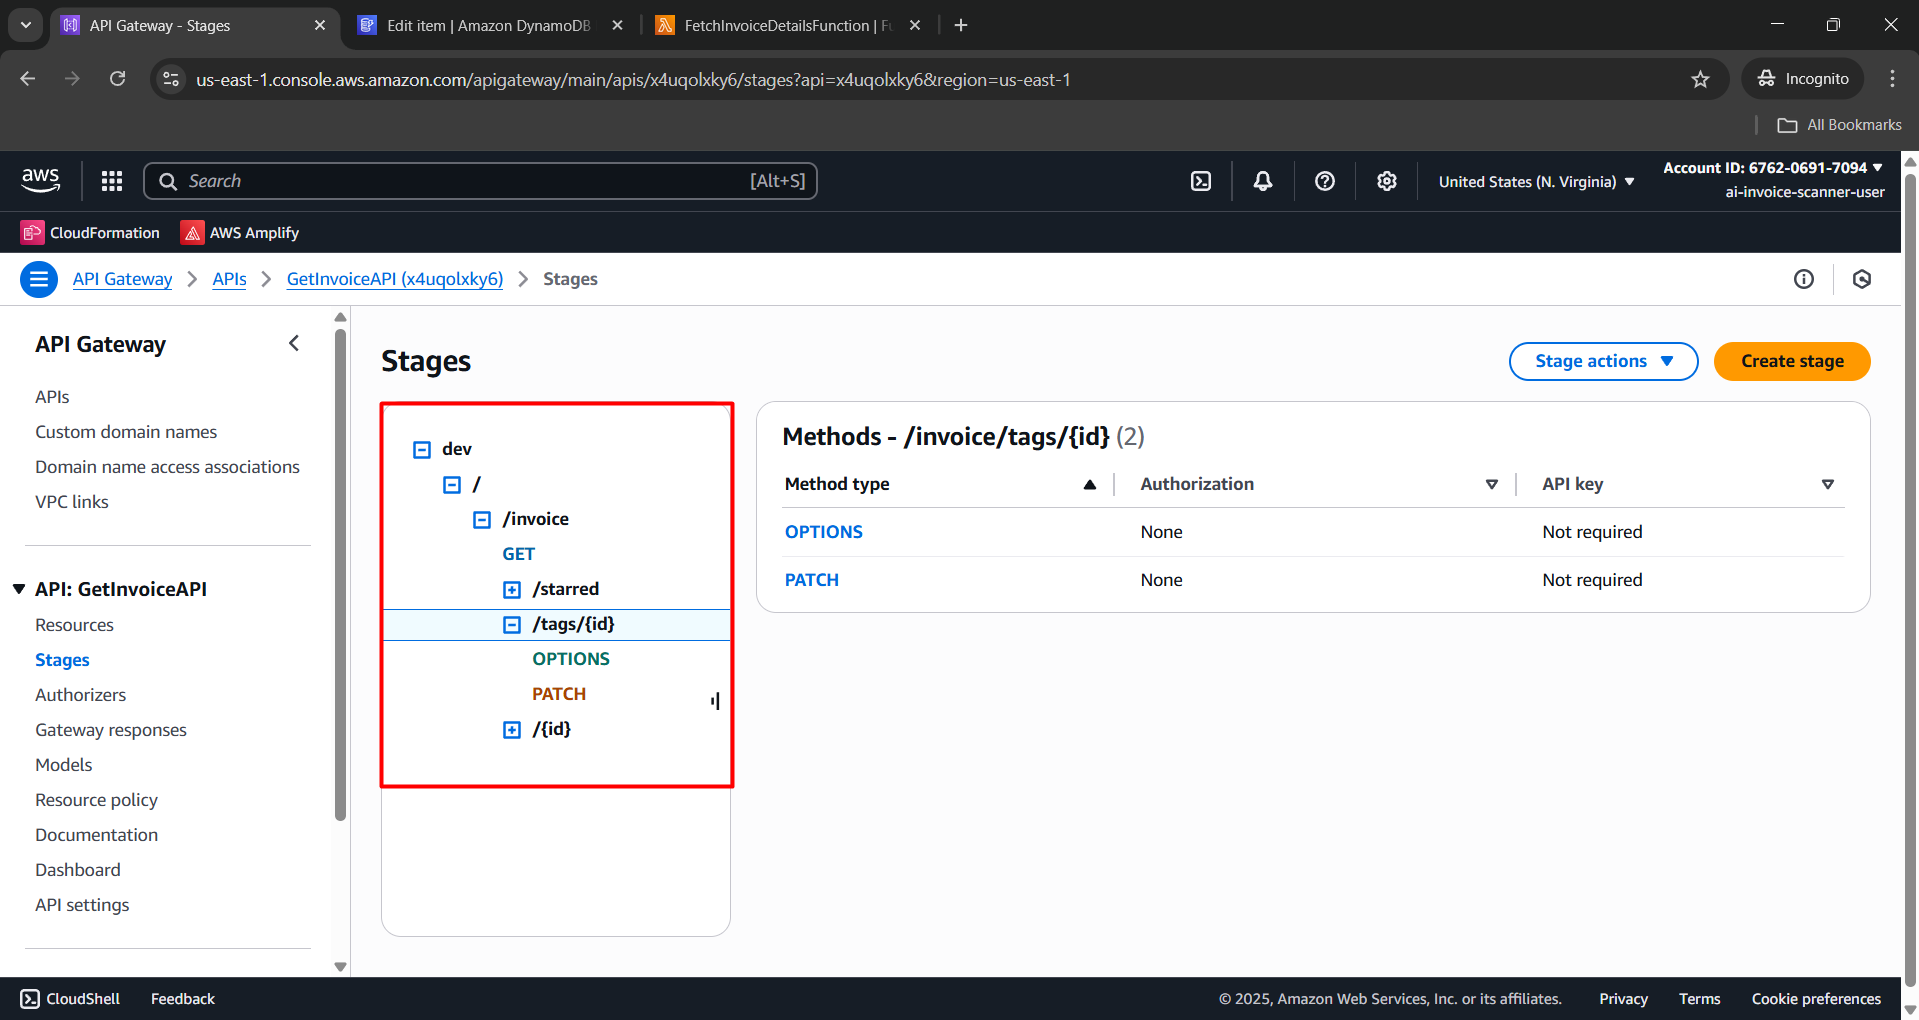 API Gateway - Stages
Edit item | Amazon DynamoDB
FetchInvoiceDetailsFunction | Fu
us-east-1.console.aws.amazon.com/apigateway/main/apis/x4uqolxky6/stages?api=x4uqolxky6&region=us-east-1
Incognito
All Bookmarks
aws
Search
[Alt+S]
United States (N. Virginia)
Account ID: 6762-0691-7094
ai-invoice-scanner-user
CloudFormation
AWS Amplify
API Gateway
APIs
GetInvoiceAPI (x4uqolxky6)
Stages
API Gateway
APIs
Custom domain names
Domain name access associations
VPC links
API: GetInvoiceAPI
Resources
Stages
Authorizers
Gateway responses
Models
Resource policy
Documentation
Dashboard
API settings
Stages
Stage actions
Create stage
dev
/
/invoice
GET
/starred
/tags/{id}
OPTIONS
PATCH
/{id}
Methods - /invoice/tags/{id} (2)
Method type Authorization API key
OPTIONS None Not required
PATCH None Not required
CloudShell
Feedback
© 2025, Amazon Web Services, Inc. or its affiliates.
Privacy
Terms
Cookie preferences